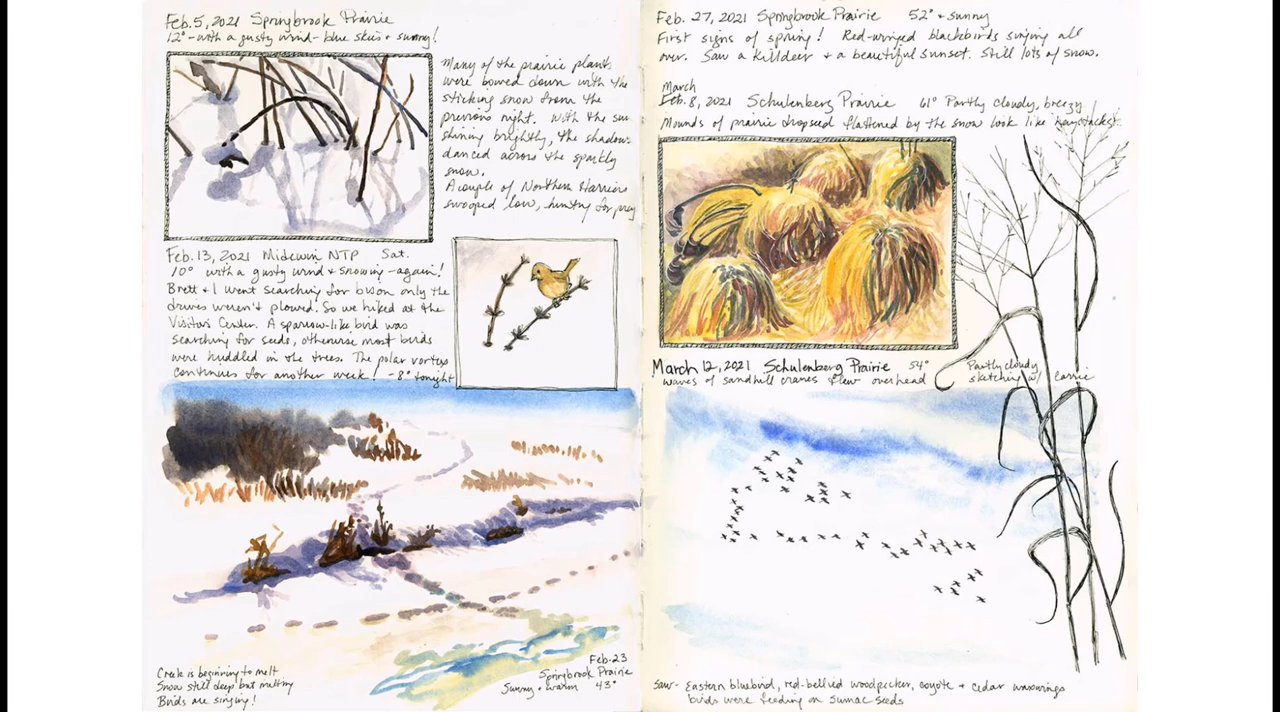 Feb. 5, 2021 Springbrook Prairie
12° - with a gusty wind - blue skies + sunny!
Many of the prairie plants
were bowed down with the
sticking snow from the
previous night. With the sun
shining brightly, the shadows
danced across the sparkly
snow.
A couple of Northern Harriers
swooped low, hunting for prey
Feb. 13, 2021 Midewin NTP Sat.
10° with a gusty wind + snowing - again!
Brett + I went searching for bison only the
drives weren't plowed. So we hiked at the
Visitor Center. A sparrow-like bird was
searching for seeds, otherwise most birds
were huddled in the trees. The polar vortex
continues for another week! -8° tonight
Creek is beginning to melt
Snow still deep but melting
Birds are singing!
Feb. 23
Springbrook Prairie
Sunny + warm 43°
Feb. 27, 2021 Springbrook Prairie 52° + sunny
First signs of spring! Red-winged blackbirds singing all
over. Saw a Killdeer + a beautiful sunset. Still lots of snow.
March
Feb. 8, 2021 Schulenberg Prairie 61° Partly cloudy, breezy!
Mounds of prairie dropseed flattened by the snow look like haystacks.
March 12, 2021 Schulenberg Prairie 54° Partly cloudy
waves of sandhill cranes flew overhead sketching w/ Carrie
Saw - Eastern bluebird, red-bellied woodpecker, coyote + cedar waxwings
birds were feeding on Sumac seeds